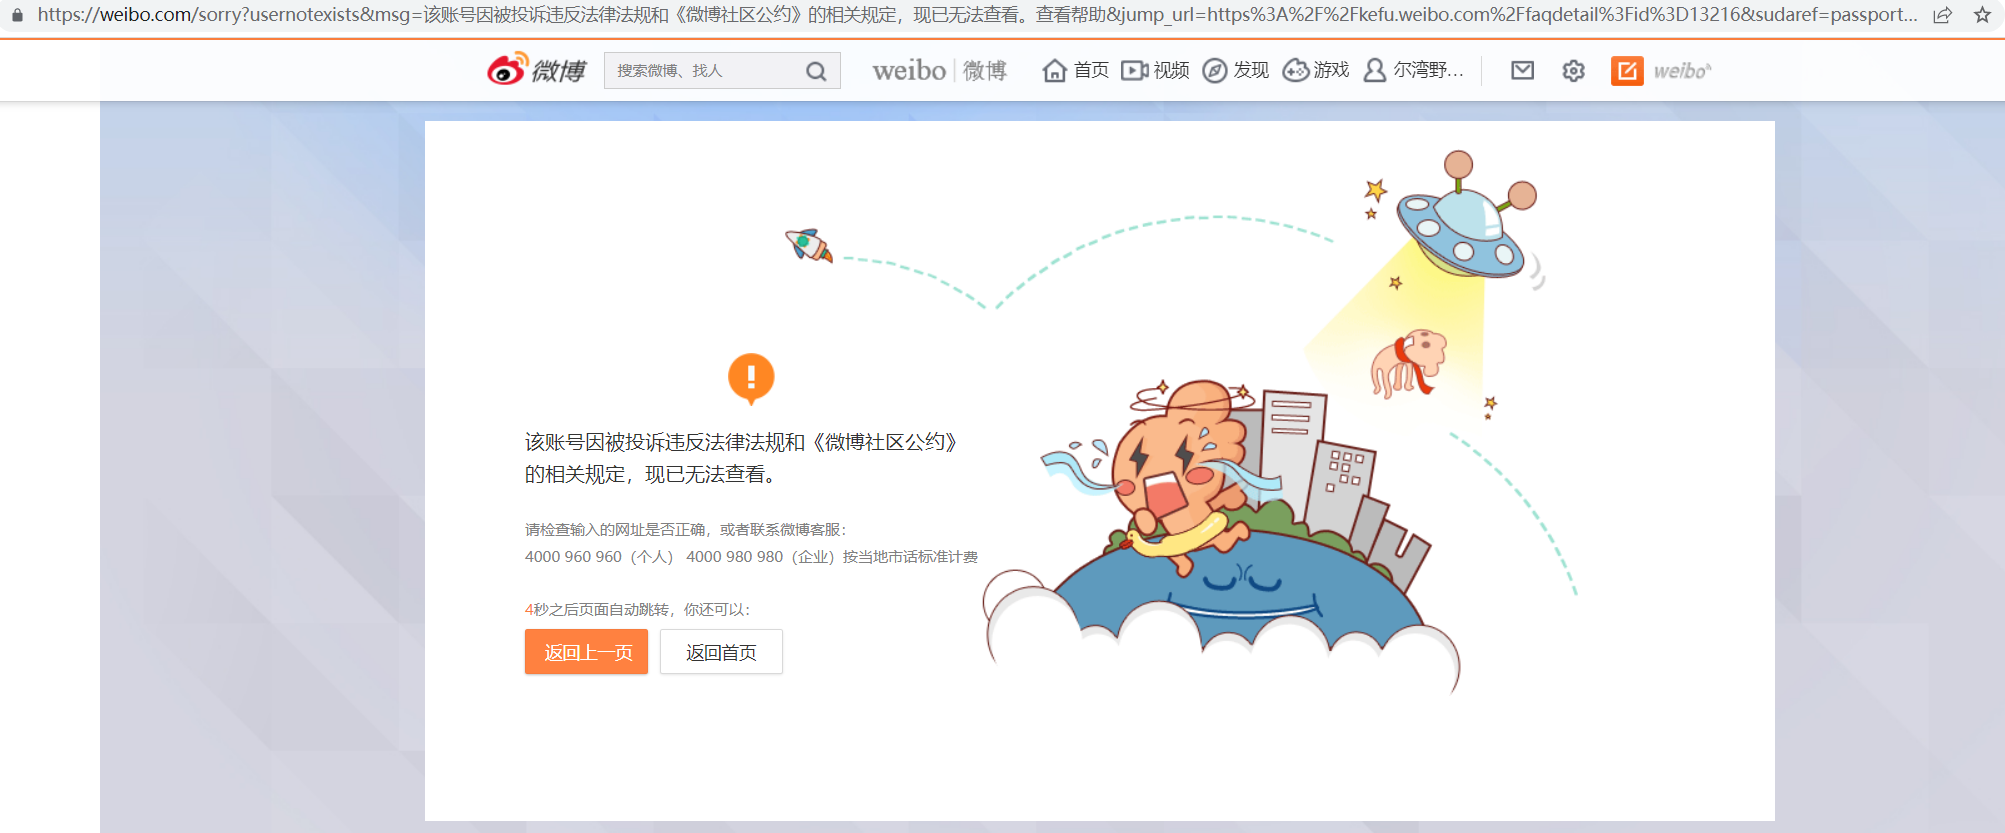 https://weibo.com/sorry?usernotexists&msg=该账号因被投诉违反法律法规和《微博社区公约》的相关规定，现已无法查看。查看帮助&jump_url=https%3A%2F%2Fkefu.weibo.com%2Ffaqdetail%3Fid%3D13216&sudaref=passport...
微博 搜索微博、找人 weibo 微博 首页 视频 发现 游戏 尔湾野... weibo
该账号因被投诉违反法律法规和《微博社区公约》
的相关规定，现已无法查看。
请检查输入的网址是否正确，或者联系微博客服：
4000 960 960（个人） 4000 980 980（企业）按当地市话标准计费
4秒之后页面自动跳转，你还可以：
返回上一页 返回首页